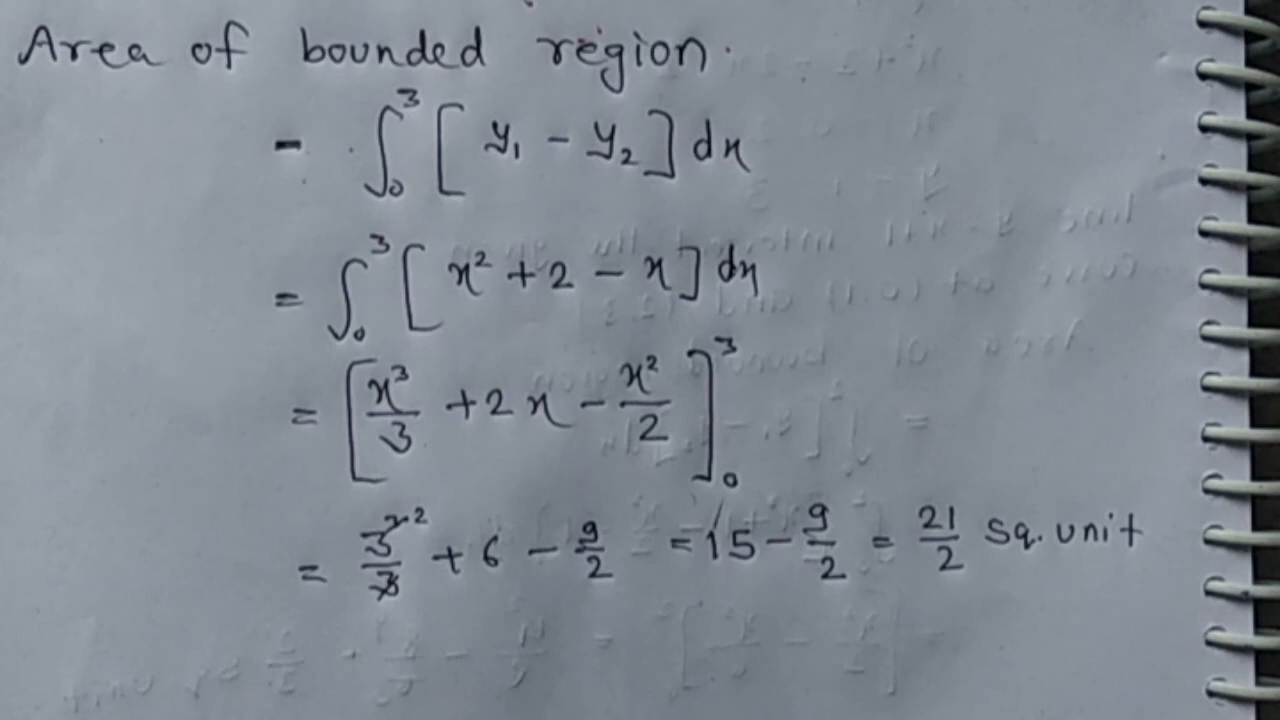 Area of bounded region.
- ∫₀³ [y₁ - y₂] dx
= ∫₀³ [x² + 2 - x] dx
= [x³/3 + 2x - x²/2]₀³
= 3³²/3 + 6 - 9/2 = 15 - 9/2 = 21/2 sq. unit